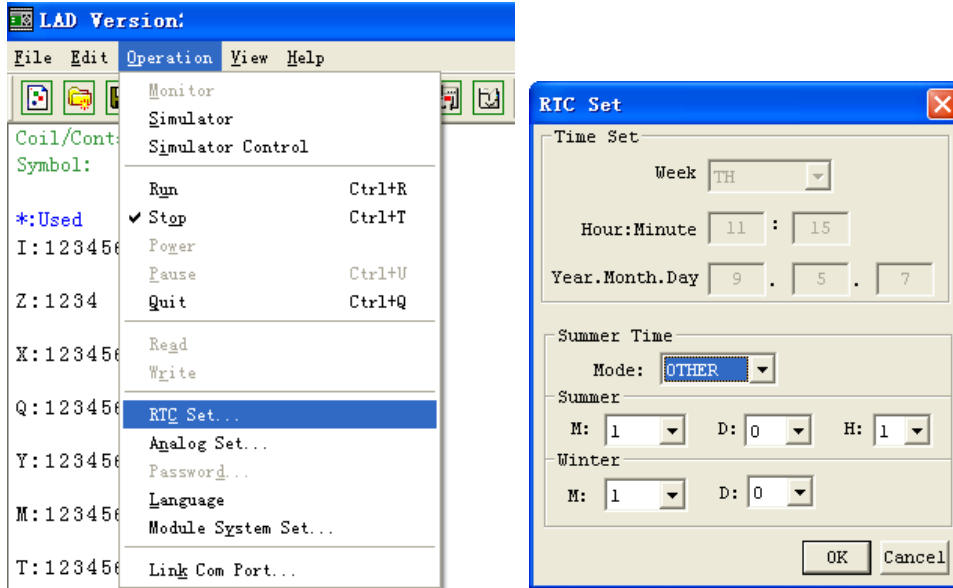 LAD Version:
File Edit Operation View Help
Monitor
Simulator
Simulator Control
Run Ctrl+R
Stop Ctrl+T
Power
Pause Ctrl+U
Quit Ctrl+Q
Read
Write
RTC Set...
Analog Set...
Password...
Language
Module System Set...
Link Com Port...
Coil/Cont
Symbol:
*:Used
I:123456
Z:1234
X:123456
Q:123456
Y:123456
M:123456
T:123456
RTC Set
Time Set
Week TH
Hour:Minute 11 : 15
Year.Month.Day 9 . 5 . 7
Summer Time
Mode: OTHER
Summer
M: 1 D: 0 H: 1
Winter
M: 1 D: 0
OK Cancel